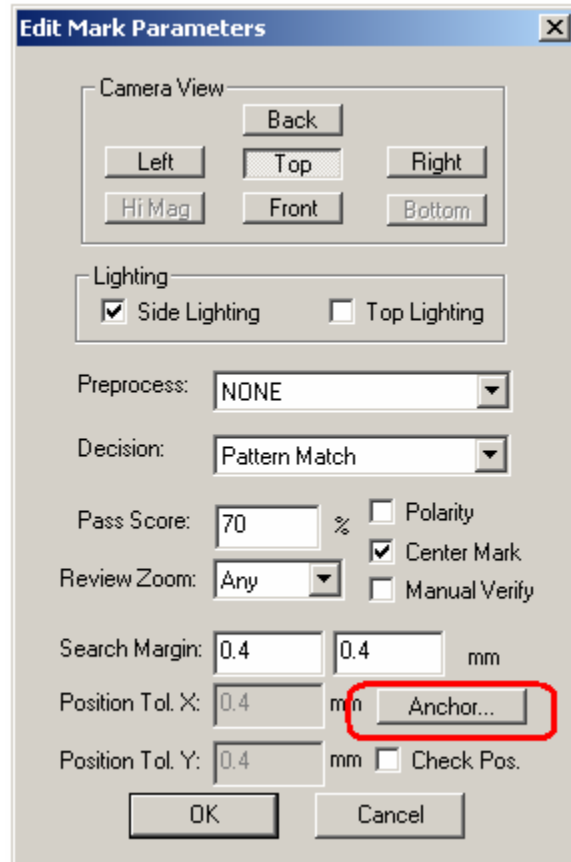 Edit Mark Parameters
Camera View
Back
Left Top Right
Hi Mag Front Bottom
Lighting
Side Lighting Top Lighting
Preprocess: NONE
Decision: Pattern Match
Pass Score: 70 % Polarity
Center Mark
Review Zoom: Any Manual Verify
Search Margin: 0.4 0.4 mm
Position Tol. X: 0.4 mm Anchor...
Position Tol. Y: 0.4 mm Check Pos.
OK Cancel